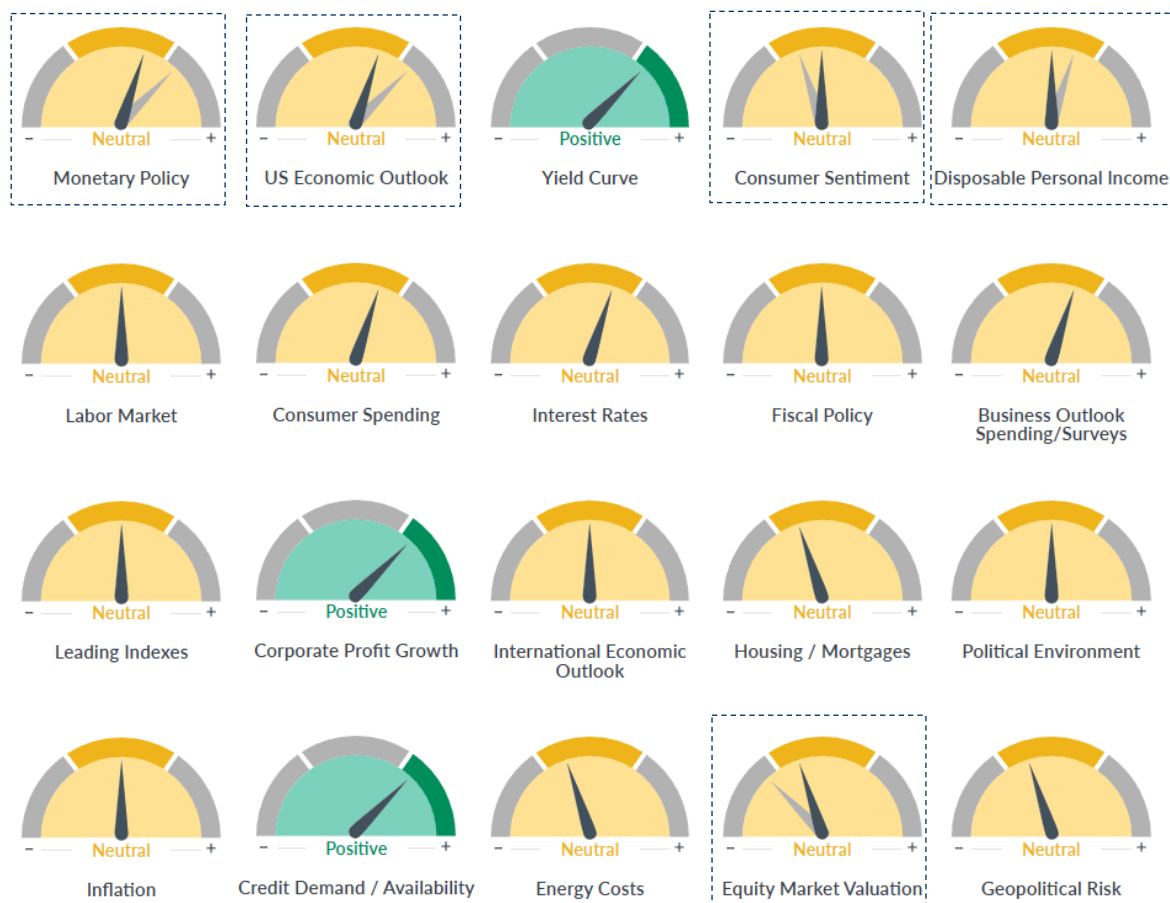 - Neutral +
Monetary Policy
- Neutral +
US Economic Outlook
- Positive +
Yield Curve
- Neutral +
Consumer Sentiment
- Neutral +
Disposable Personal Income
- Neutral +
Labor Market
- Neutral +
Consumer Spending
- Neutral +
Interest Rates
- Neutral +
Fiscal Policy
- Neutral +
Business Outlook
Spending/Surveys
- Neutral +
Leading Indexes
- Positive +
Corporate Profit Growth
- Neutral +
International Economic
Outlook
- Neutral +
Housing / Mortgages
- Neutral +
Political Environment
- Neutral +
Inflation
- Positive +
Credit Demand / Availability
- Neutral +
Energy Costs
- Neutral +
Equity Market Valuation
- Neutral +
Geopolitical Risk